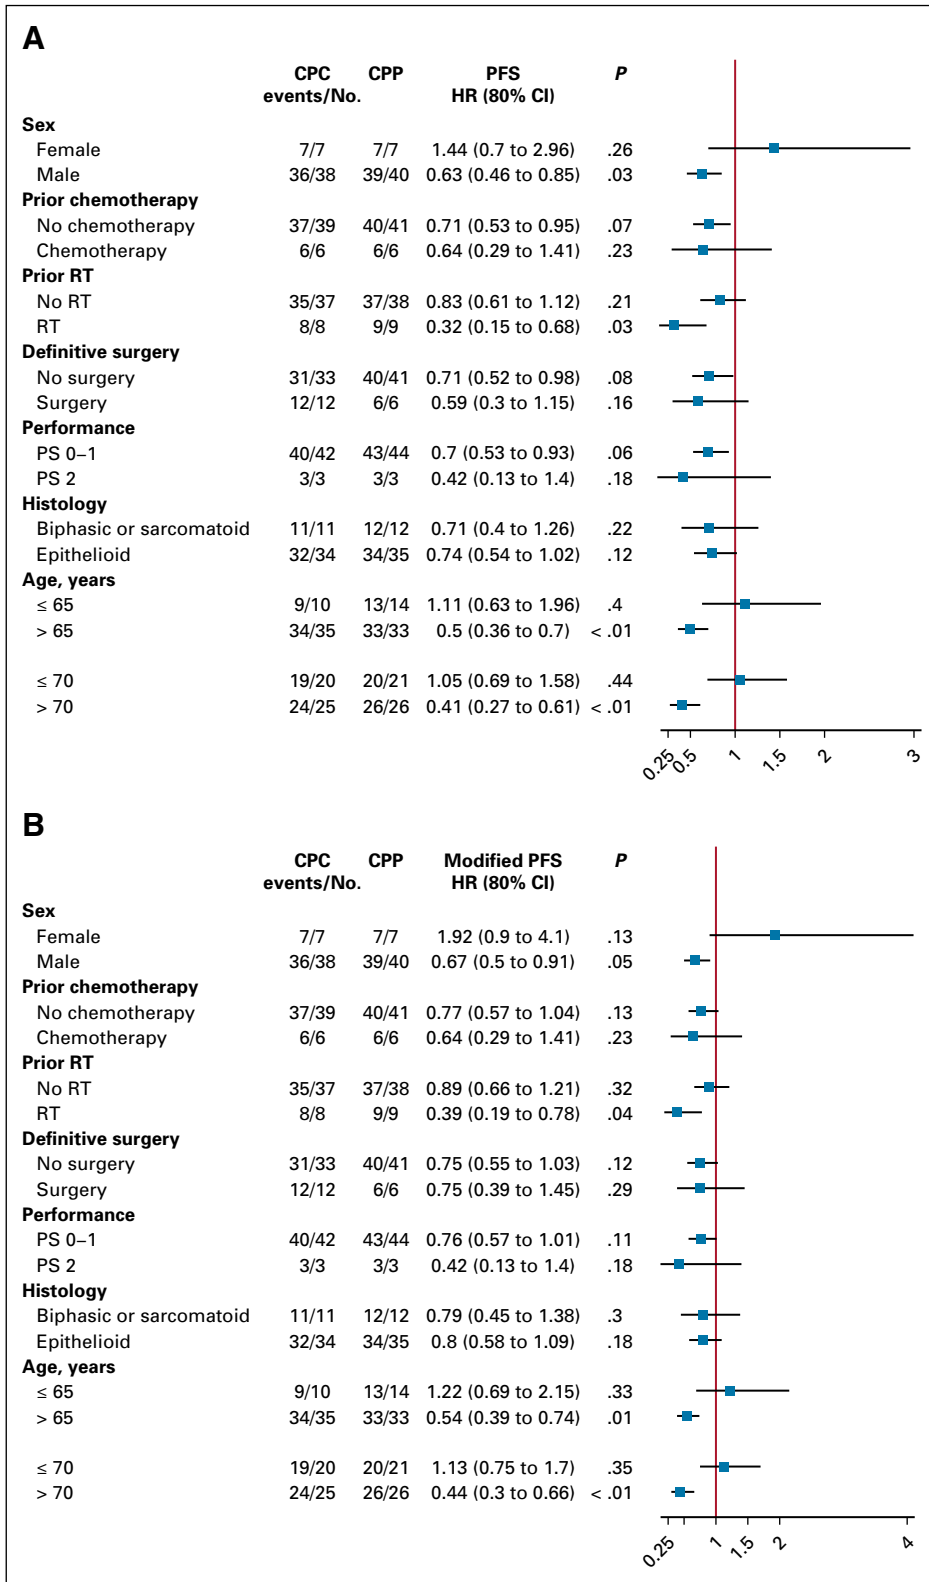 A
CPC CPP PFS P
events/No. HR (80% CI)
Sex
Female 7/7 7/7 1.44 (0.7 to 2.96) .26
Male 36/38 39/40 0.63 (0.46 to 0.85) .03
Prior chemotherapy
No chemotherapy 37/39 40/41 0.71 (0.53 to 0.95) .07
Chemotherapy 6/6 6/6 0.64 (0.29 to 1.41) .23
Prior RT
No RT 35/37 37/38 0.83 (0.61 to 1.12) .21
RT 8/8 9/9 0.32 (0.15 to 0.68) .03
Definitive surgery
No surgery 31/33 40/41 0.71 (0.52 to 0.98) .08
Surgery 12/12 6/6 0.59 (0.3 to 1.15) .16
Performance
PS 0–1 40/42 43/44 0.7 (0.53 to 0.93) .06
PS 2 3/3 3/3 0.42 (0.13 to 1.4) .18
Histology
Biphasic or sarcomatoid 11/11 12/12 0.71 (0.4 to 1.26) .22
Epithelioid 32/34 34/35 0.74 (0.54 to 1.02) .12
Age, years
≤ 65 9/10 13/14 1.11 (0.63 to 1.96) .4
> 65 34/35 33/33 0.5 (0.36 to 0.7) < .01
≤ 70 19/20 20/21 1.05 (0.69 to 1.58) .44
> 70 24/25 26/26 0.41 (0.27 to 0.61) < .01
0.25 0.5 1 1.5 2 3
B
CPC CPP Modified PFS P
events/No. HR (80% CI)
Sex
Female 7/7 7/7 1.92 (0.9 to 4.1) .13
Male 36/38 39/40 0.67 (0.5 to 0.91) .05
Prior chemotherapy
No chemotherapy 37/39 40/41 0.77 (0.57 to 1.04) .13
Chemotherapy 6/6 6/6 0.64 (0.29 to 1.41) .23
Prior RT
No RT 35/37 37/38 0.89 (0.66 to 1.21) .32
RT 8/8 9/9 0.39 (0.19 to 0.78) .04
Definitive surgery
No surgery 31/33 40/41 0.75 (0.55 to 1.03) .12
Surgery 12/12 6/6 0.75 (0.39 to 1.45) .29
Performance
PS 0–1 40/42 43/44 0.76 (0.57 to 1.01) .11
PS 2 3/3 3/3 0.42 (0.13 to 1.4) .18
Histology
Biphasic or sarcomatoid 11/11 12/12 0.79 (0.45 to 1.38) .3
Epithelioid 32/34 34/35 0.8 (0.58 to 1.09) .18
Age, years
≤ 65 9/10 13/14 1.22 (0.69 to 2.15) .33
> 65 34/35 33/33 0.54 (0.39 to 0.74) .01
≤ 70 19/20 20/21 1.13 (0.75 to 1.7) .35
> 70 24/25 26/26 0.44 (0.3 to 0.66) < .01
0.25 1 1.5 2 4